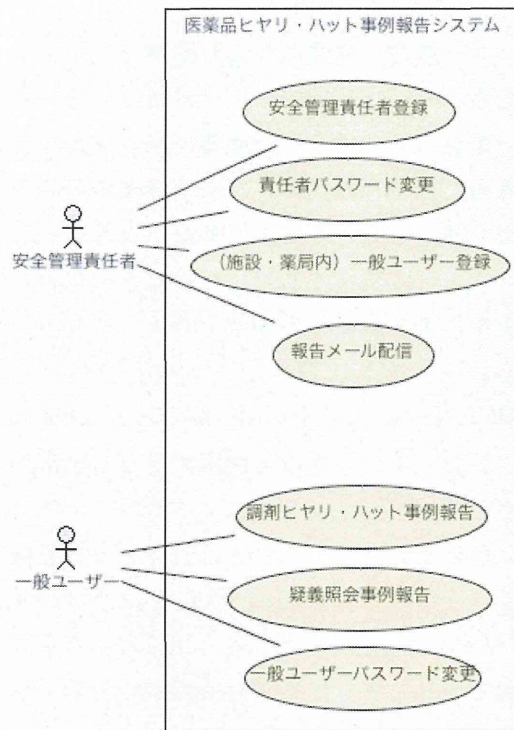 医薬品ヒヤリ・ハット事例報告システム
安全管理責任者登録
責任者パスワード変更
安全管理責任者
（施設・薬局内）一般ユーザー登録
報告メール配信
調剤ヒヤリ・ハット事例報告
一般ユーザー
疑義照会事例報告
一般ユーザーパスワード変更